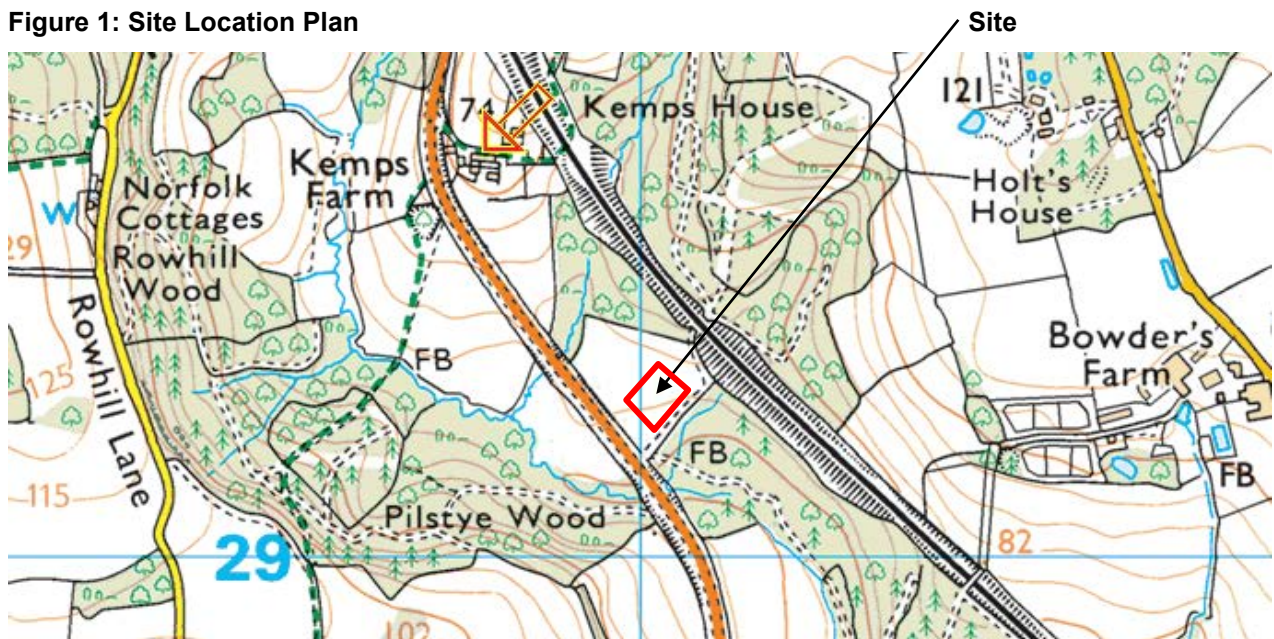 Figure 1: Site Location Plan
Site
Kemps House
121
Kemps
Farm
Norfolk
Cottages
W
Rowhill
Wood
29
Holt's
House
Rowhill Lane
FB
125
Bowder's
Farm
FB
FB
115
Pilstye Wood
29
82
102